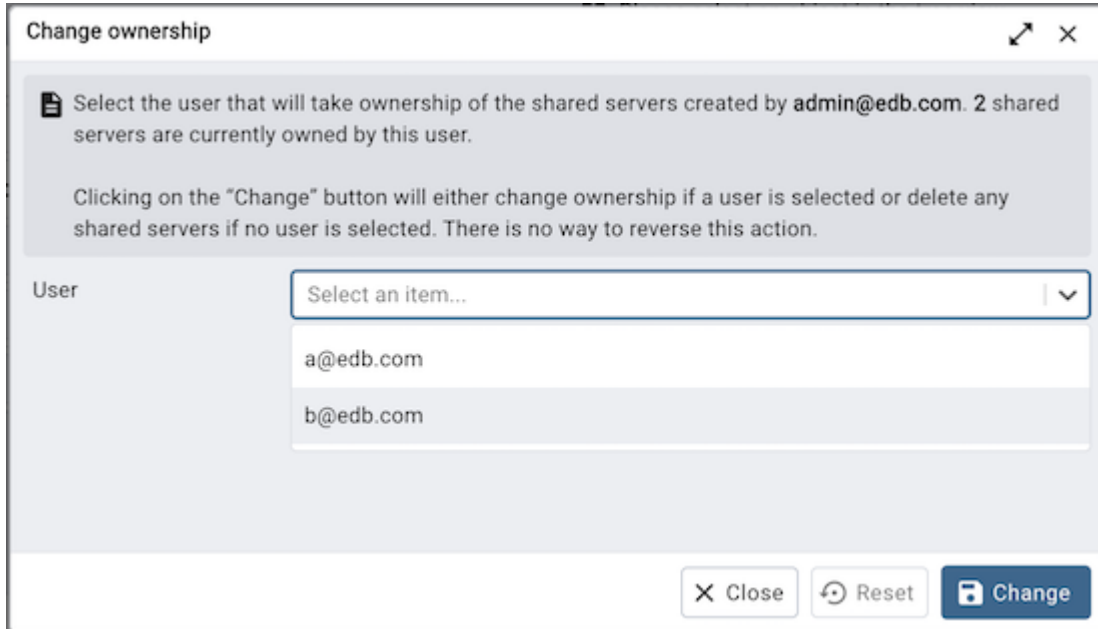 Change ownership
Select the user that will take ownership of the shared servers created by admin@edb.com. 2 shared
servers are currently owned by this user.
Clicking on the “Change” button will either change ownership if a user is selected or delete any
shared servers if no user is selected. There is no way to reverse this action.
User
Select an item...
a@edb.com
b@edb.com
Close
Reset
Change